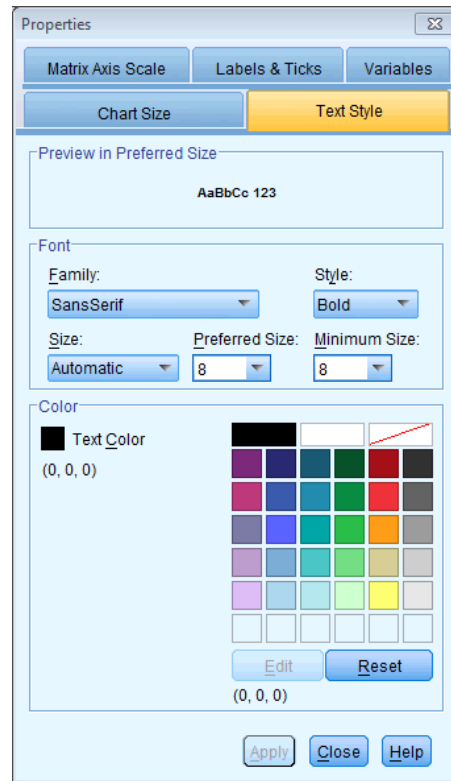 Properties
Matrix Axis Scale Labels & Ticks Variables
Chart Size Text Style
Preview in Preferred Size
AaBbCc 123
Font
Family: Style:
SansSerif Bold
Size: Preferred Size: Minimum Size:
Automatic 8 8
Color
Text Color
(0, 0, 0)
Edit Reset
(0, 0, 0)
Apply Close Help